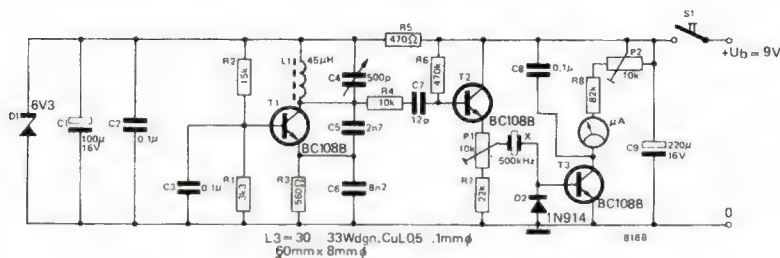 S1
+Ub = 9V
R5
470Ω
P2
10k
R2
15k
L1
45µH
C4
500p
R6
470k
T2
C8
0,1µ
R8
82k
6V3
D1
C1
100µ
16V
C2
0,1µ
T1
R4
10k
C7
12p
BC108B
µA
C5
2n7
BC108B
P1
10k
X
500kHz
C9
220µ
16V
T3
BC108B
C3
0,1µ
R1
3k3
R3
560Ω
C6
8n2
R7
22k
D2
1N914
0
L3=30 33Wdgn,CuL0,5 .1mmφ
60mm x 8mmφ
8188